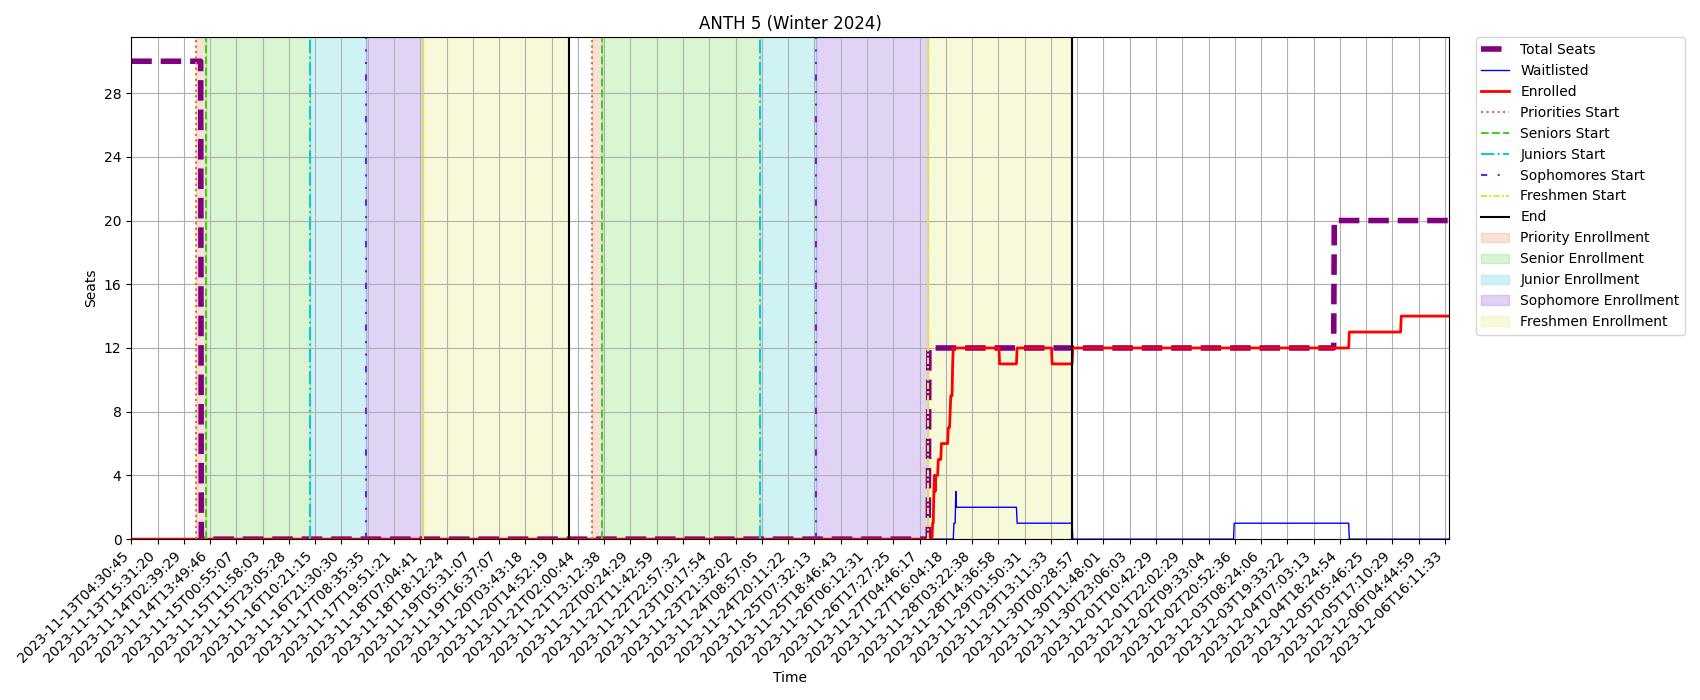 ANTH 5 (Winter 2024)
Total Seats
Waitlisted
Enrolled
Priorities Start
Seniors Start
Juniors Start
Sophomores Start
Freshmen Start
End
Priority Enrollment
Senior Enrollment
Junior Enrollment
Sophomore Enrollment
Freshmen Enrollment
Seats
28
24
20
16
12
8
4
0
2023-11-13T04:30:45
2023-11-13T15:31:20
2023-11-14T02:39:29
2023-11-14T13:49:46
2023-11-15T00:55:07
2023-11-15T11:58:03
2023-11-15T23:05:28
2023-11-16T10:21:15
2023-11-16T21:30:30
2023-11-17T08:35:35
2023-11-17T19:51:21
2023-11-18T07:04:41
2023-11-18T18:12:24
2023-11-19T05:31:07
2023-11-19T16:37:07
2023-11-20T03:43:18
2023-11-20T14:52:19
2023-11-21T02:00:44
2023-11-21T13:12:38
2023-11-22T00:24:29
2023-11-22T11:42:59
2023-11-22T22:57:32
2023-11-23T10:17:54
2023-11-23T21:32:02
2023-11-24T08:57:05
2023-11-24T20:11:22
2023-11-25T07:32:13
2023-11-25T18:46:43
2023-11-26T06:12:31
2023-11-26T17:27:25
2023-11-27T04:46:17
2023-11-27T16:04:18
2023-11-28T03:22:38
2023-11-28T14:36:58
2023-11-29T01:50:31
2023-11-29T13:11:33
2023-11-30T00:28:57
2023-11-30T11:48:01
2023-11-30T23:06:03
2023-12-01T10:42:29
2023-12-01T22:02:29
2023-12-02T09:33:04
2023-12-02T20:52:36
2023-12-03T08:24:06
2023-12-03T19:33:22
2023-12-04T07:03:13
2023-12-04T18:24:54
2023-12-05T05:46:25
2023-12-05T17:10:29
2023-12-06T04:44:59
2023-12-06T16:11:33
Time